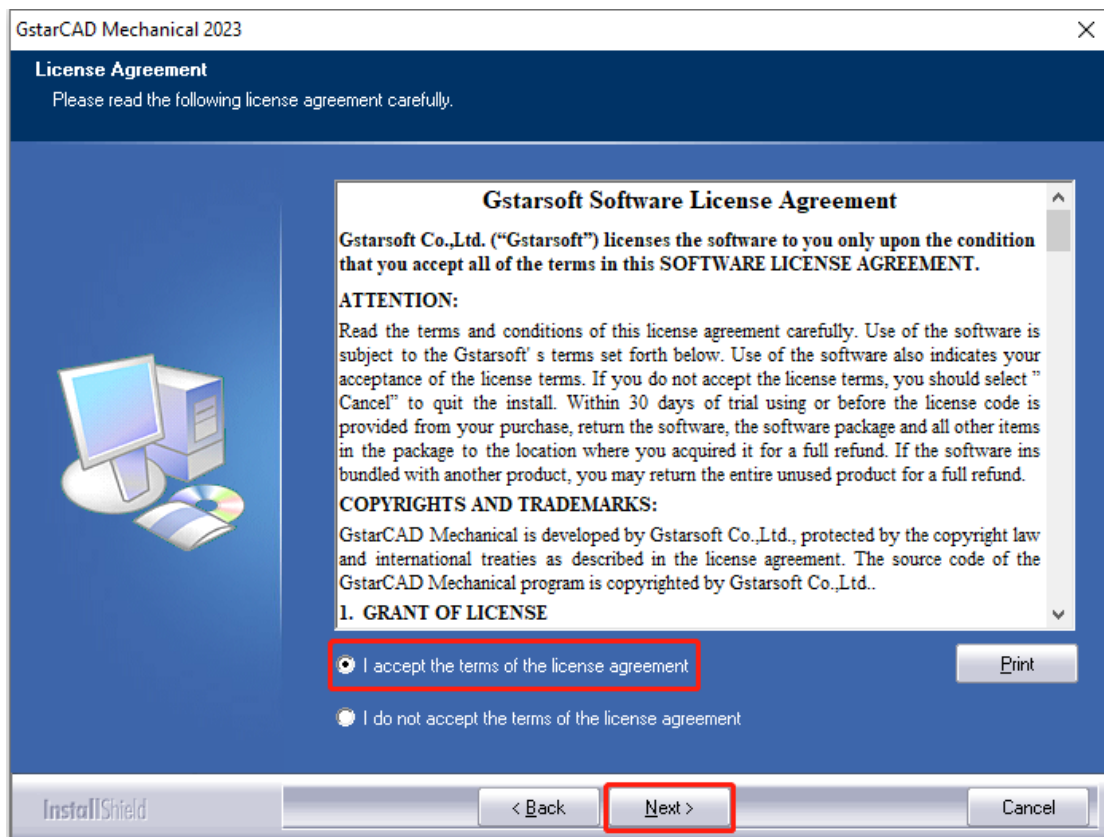 GstarCAD Mechanical 2023
License Agreement
Please read the following license agreement carefully.
Gstarsoft Software License Agreement
Gstarsoft Co.,Ltd. (“Gstarsoft”) licenses the software to you only upon the condition
that you accept all of the terms in this SOFTWARE LICENSE AGREEMENT.
ATTENTION:
Read the terms and conditions of this license agreement carefully. Use of the software is
subject to the Gstarsoft' s terms set forth below. Use of the software also indicates your
acceptance of the license terms. If you do not accept the license terms, you should select ”
Cancel” to quit the install. Within 30 days of trial using or before the license code is
provided from your purchase, return the software, the software package and all other items
in the package to the location where you acquired it for a full refund. If the software ins
bundled with another product, you may return the entire unused product for a full refund.
COPYRIGHTS AND TRADEMARKS:
GstarCAD Mechanical is developed by Gstarsoft Co.,Ltd., protected by the copyright law
and international treaties as described in the license agreement. The source code of the
GstarCAD Mechanical program is copyrighted by Gstarsoft Co.,Ltd..
1. GRANT OF LICENSE
I accept the terms of the license agreement
Print
I do not accept the terms of the license agreement
InstallShield
< Back
Next >
Cancel